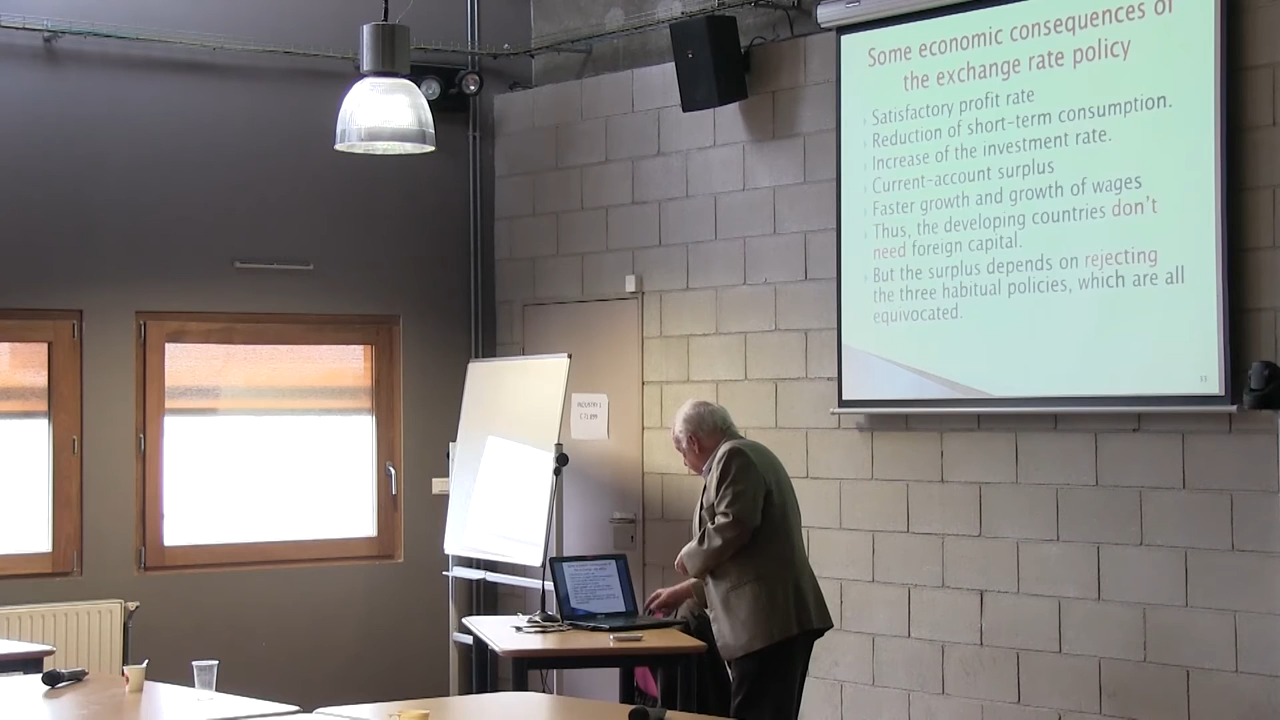 Some economic consequences of
the exchange rate policy
Satisfactory profit rate
Reduction of short-term consumption.
Increase of the investment rate.
Current-account surplus
Faster growth and growth of wages
Thus, the developing countries don't
need foreign capital.
But the surplus depends on rejecting
the three habitual policies, which are all
equivocated.
11
INDUSTRY